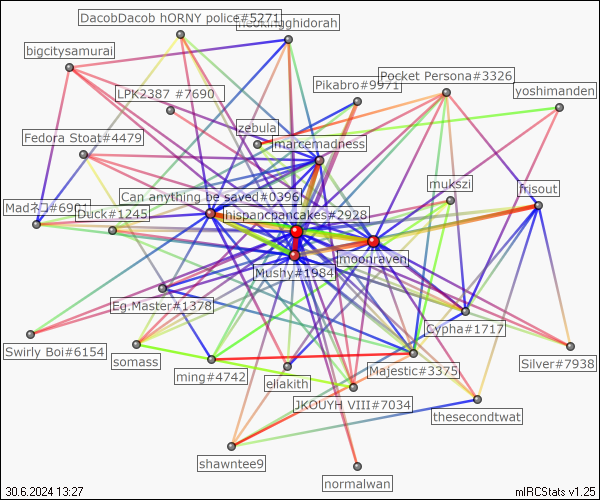 DacobDacob hORNY police#5271
bigcitysamurai
Pocket Persona#3326
Pikabro#9971
yoshimanden
LPK2387 #7690
zebula
Fedora Stoat#4479
marcemadness
mukszi
frisout
Can anything be saved#0396
MadネJ#6901
Duck#1245
hispancpancakes#2928
moonraven
Mushy#1984
Eg.Master#1378
Cypha#1717
Swirly Boi#6154
somass
Silver#7938
ming#4742
eliakith
Majestic#3375
JKOUYH VIII#7034
thesecondtwat
shawntee9
normalwan
30.6.2024 13:27
mIRCStats v1.25